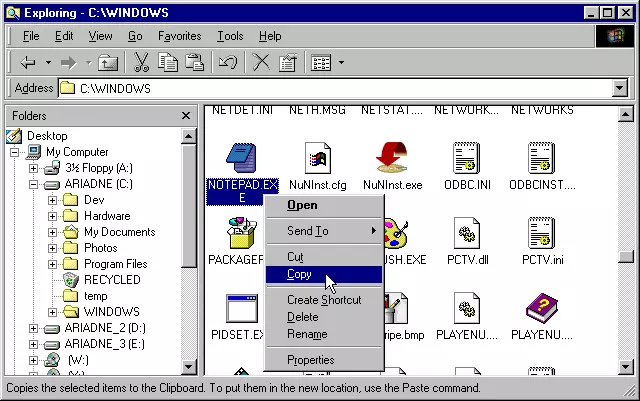 Exploring - C:\WINDOWS
File Edit View Go Favorites Tools Help
Address C:\WINDOWS
Folders
Desktop
My Computer
3½ Floppy (A:)
ARIADNE (C:)
Dev
Hardware
My Documents
Photos
Program Files
RECYCLED
temp
WINDOWS
ARIADNE_2 (D:)
ARIADNE_3 (E:)
(V:)
NETDET.INI NETH.MSG NETSTAT.... NETWORK... NETWORKS
NOTEPAD.EX
E
NuNInst.cfg NuNInst.exe ODBC.INI ODBCINST....
PACKAGEF
USH.EXE PCTV.dll PCTV.ini
PIDSET.EX
ripe.bmp PLAYENU.... PLAYENU....
Open
Send To
Cut
Copy
Create Shortcut
Delete
Rename
Properties
Copies the selected items to the Clipboard. To put them in the new location, use the Paste command.